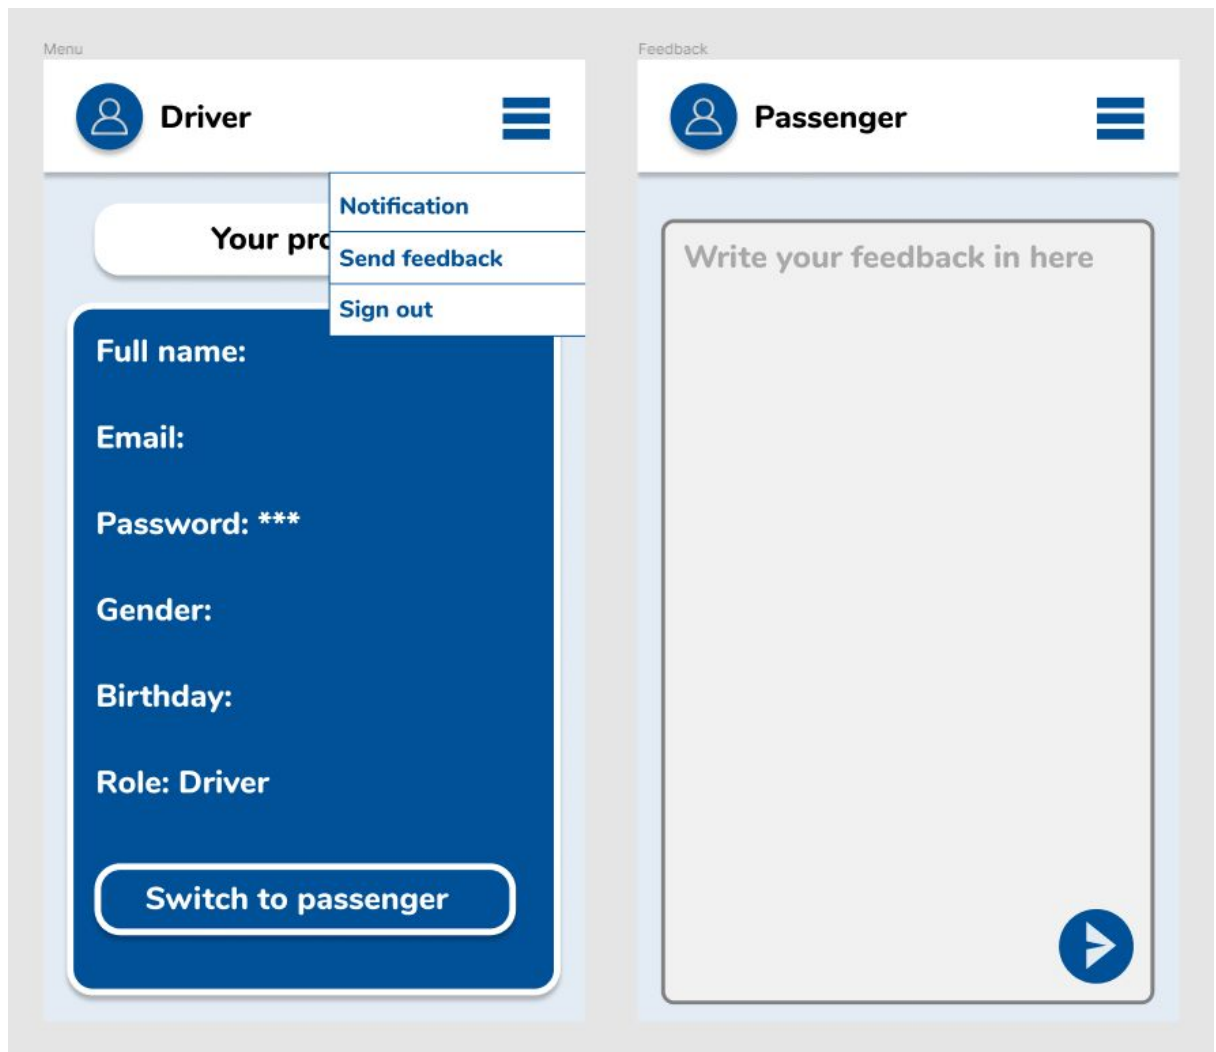 Menu
Driver
Notification
Your pro
Send feedback
Sign out
Full name:
Email:
Password: ***
Gender:
Birthday:
Role: Driver
Switch to passenger
Feedback
Passenger
Write your feedback in here